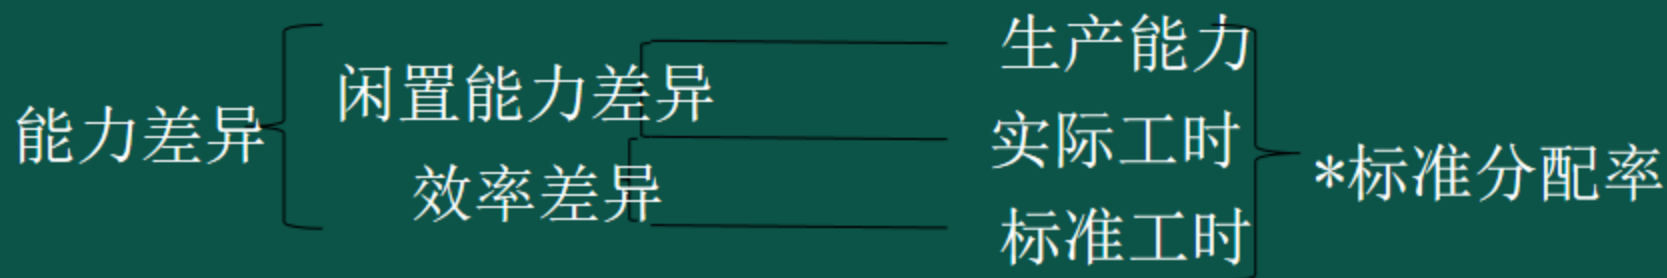 能力差异
闲置能力差异
效率差异
生产能力
实际工时
标准工时
*标准分配率